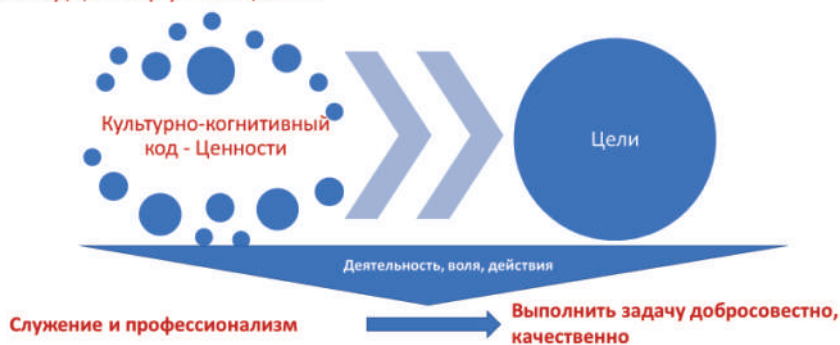 Культурно-когнитивный
код - Ценности
Цели
Деятельность, воля, действия
Служение и профессионализм
Выполнить задачу добросовестно,
качественно